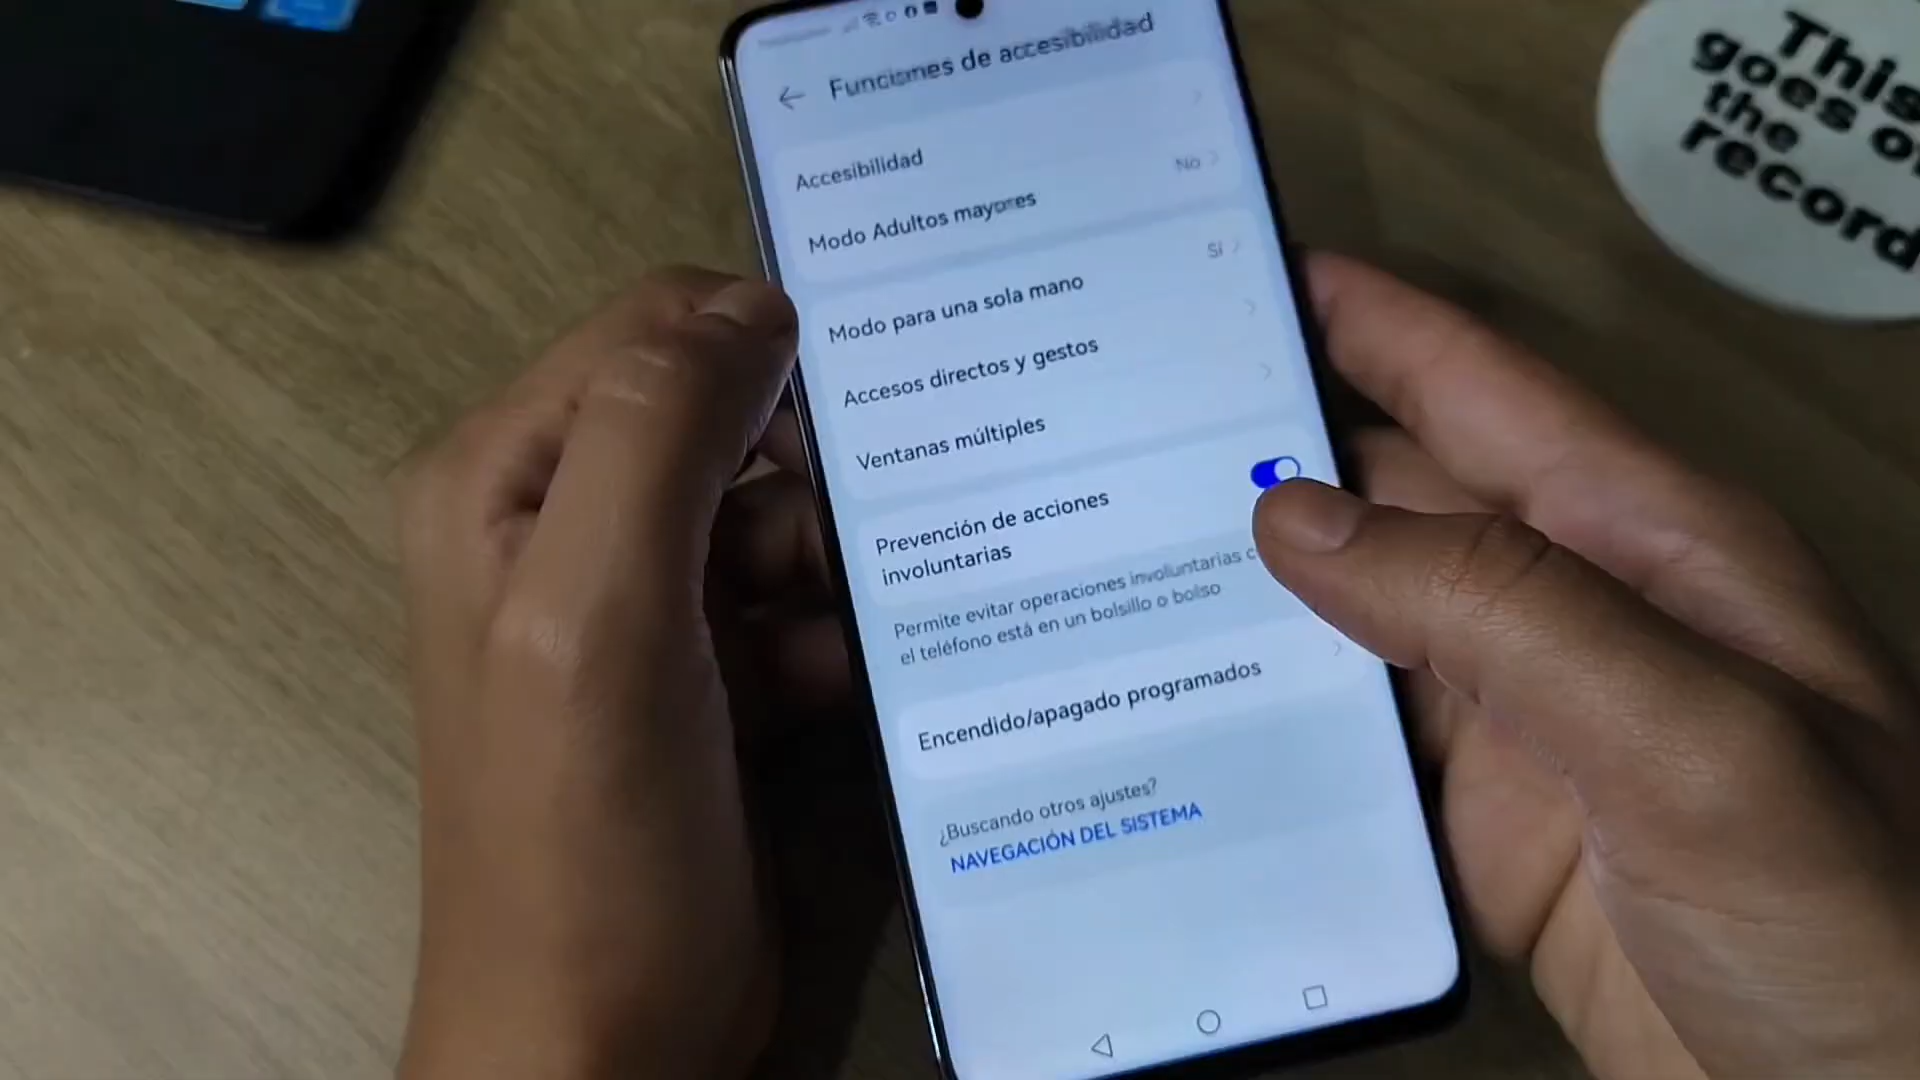 Funciones de accesibilidad
Accesibilidad
Modo Adultos mayores
No
Modo para una sola mano
Sí
Accesos directos y gestos
Ventanas múltiples
Prevención de acciones
involuntarias
Permite evitar operaciones involuntarias
el teléfono está en un bolsillo o bolso
Encendido/apagado programados
¿Buscando otros ajustes?
NAVEGACIÓN DEL SISTEMA
This
goes
the
record